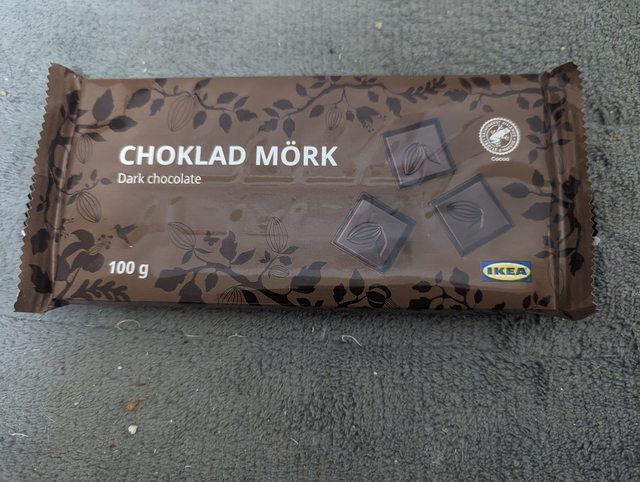 CHOKLAD MÖRK
Dark chocolate
Cocoa
100 g
IKEA